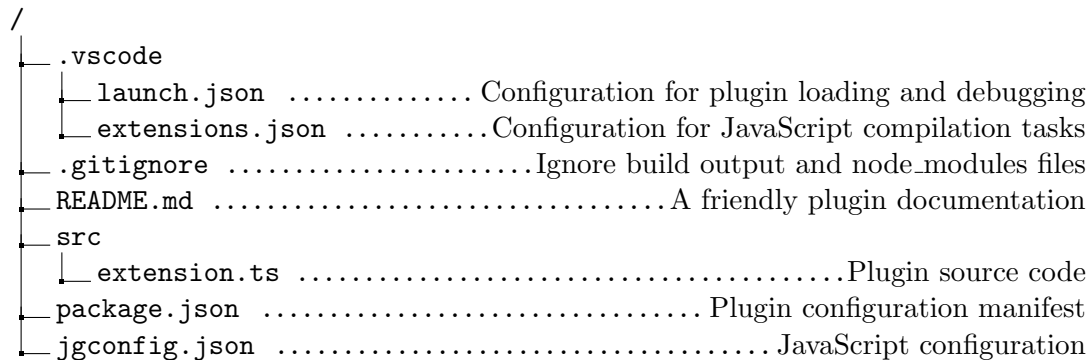 /
.vscode
launch.json .............. Configuration for plugin loading and debugging
extensions.json ...........Configuration for JavaScript compilation tasks
.gitignore .......................Ignore build output and node_modules files
README.md ..................................A friendly plugin documentation
src
extension.ts .........................................Plugin source code
package.json ................................. Plugin configuration manifest
jgconfig.json ..................................... JavaScript configuration